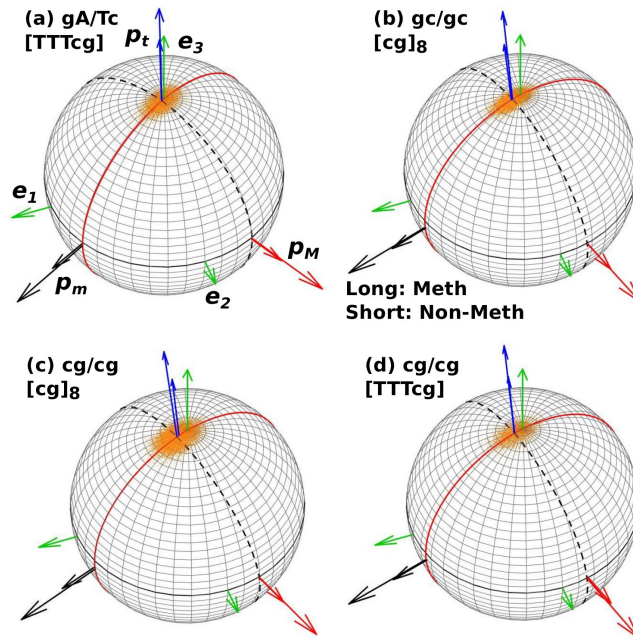 (a) gA/Tc
[TTTcg]
p_t
e_3
e_1
p_m
e_2
p_M
(b) gc/gc
[cg]_8
Long: Meth
Short: Non-Meth
(c) cg/cg
[cg]_8
(d) cg/cg
[TTTcg]